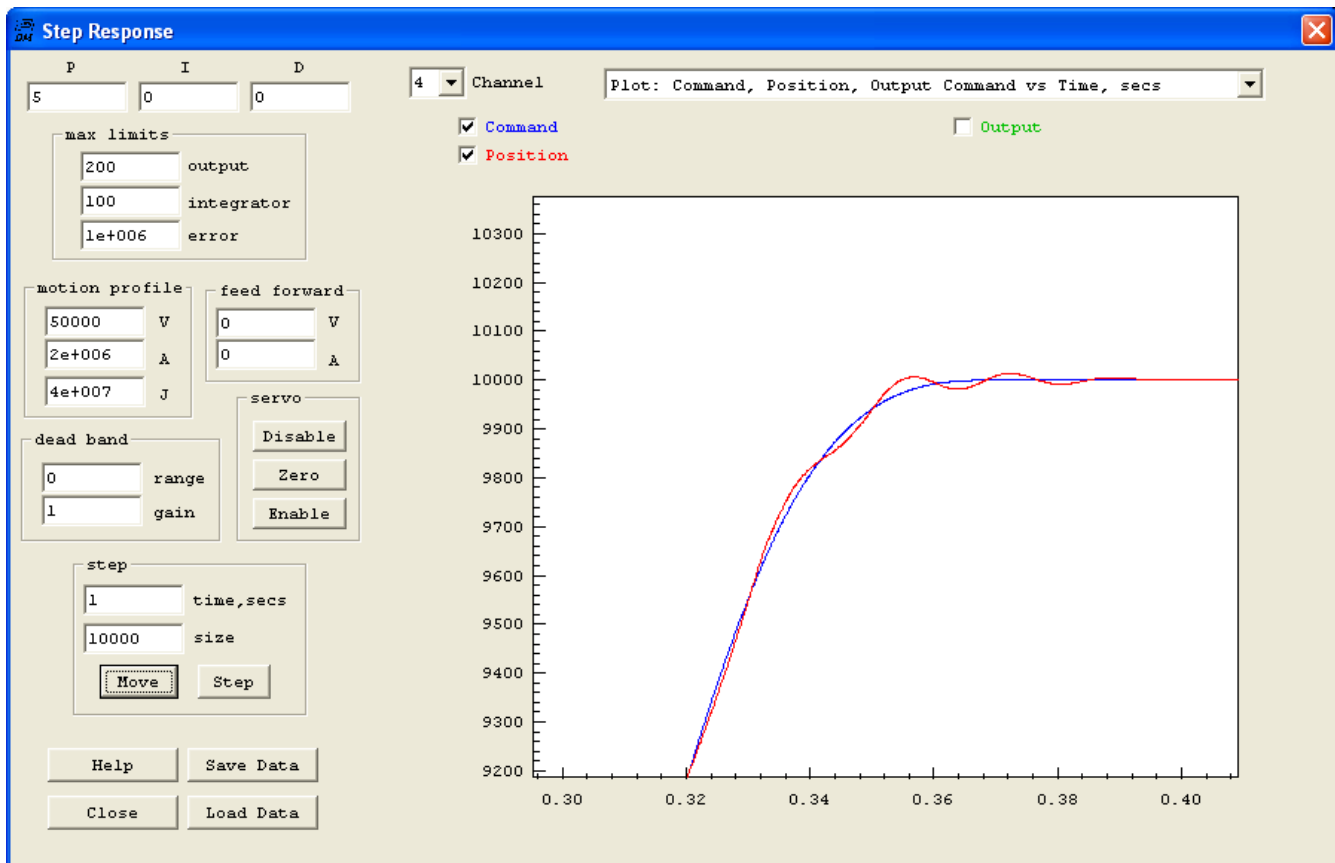 Step Response
P I D
5 0 0
max limits
200 output
100 integrator
1e+006 error
motion profile
50000 V
2e+006 A
4e+007 J
feed forward
0 V
0 A
servo
Disable
Zero
Enable
dead band
0 range
1 gain
step
1 time,secs
10000 size
Move Step
Help Save Data
Close Load Data
4 Channel
Plot: Command, Position, Output Command vs Time, secs
Command
Output
Position
10300
10200
10100
10000
9900
9800
9700
9600
9500
9400
9300
9200
0.30 0.32 0.34 0.36 0.38 0.40